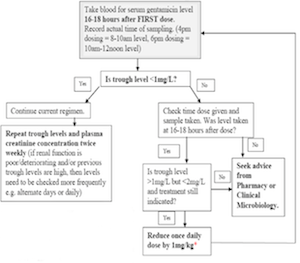 Take blood for serum gentamicin level
16-18 hours after FIRST dose.
Record actual time of sampling. (4pm
dosing = 8-10am level, 6pm dosing =
10am-12noon level)
Is trough level <1mg/L?
Yes
No
Continue current regimen.
Repeat trough levels and plasma
creatinine concentration twice
weekly (if renal function is
poor/deteriorating and/or previous
trough levels are high, then levels
need to be checked more frequently
e.g. alternate days or daily)
Check time dose given and
sample taken. Was level taken
at 16-18 hours after dose?
Yes
No
Is trough level
>1mg/L but <2mg/L
and treatment still
indicated?
No
Seek advice
from
Pharmacy or
Clinical
Microbiology.
Yes
Reduce once daily
dose by 1mg/kg*